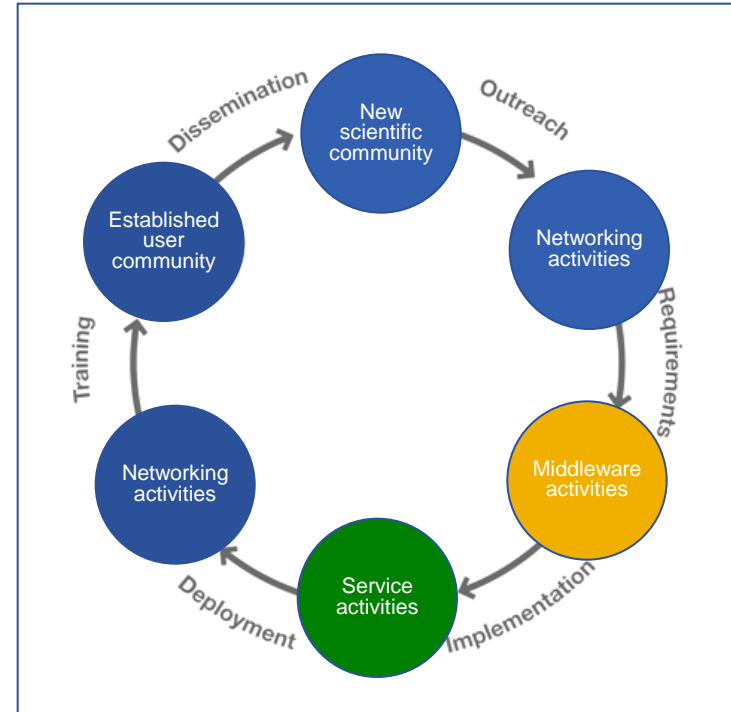 New
scientific
community
Outreach
Networking
activities
Requirements
Middleware
activities
Implementation
Service
activities
Deployment
Networking
activities
Training
Established
user
community
Dissemination